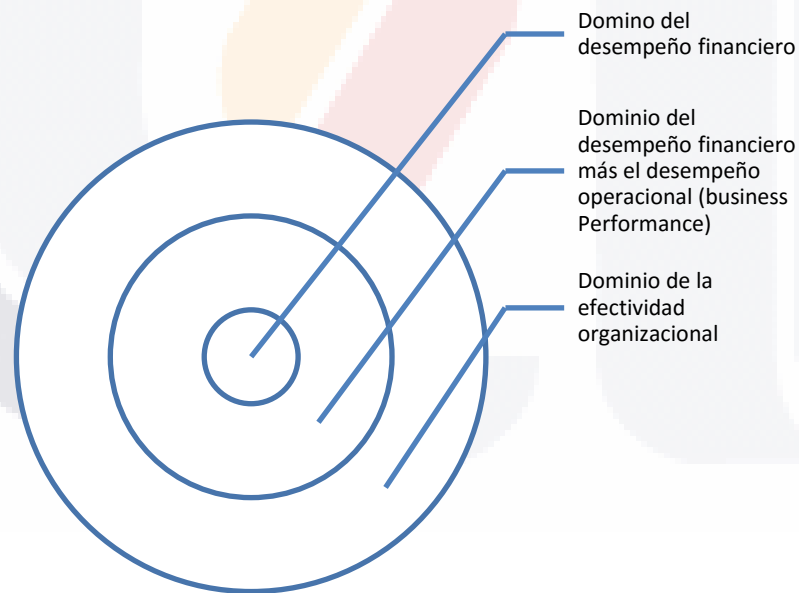 Domino del
desempeño financiero
Dominio del
desempeño financiero
más el desempeño
operacional (business
Performance)
Dominio de la
efectividad
organizacional